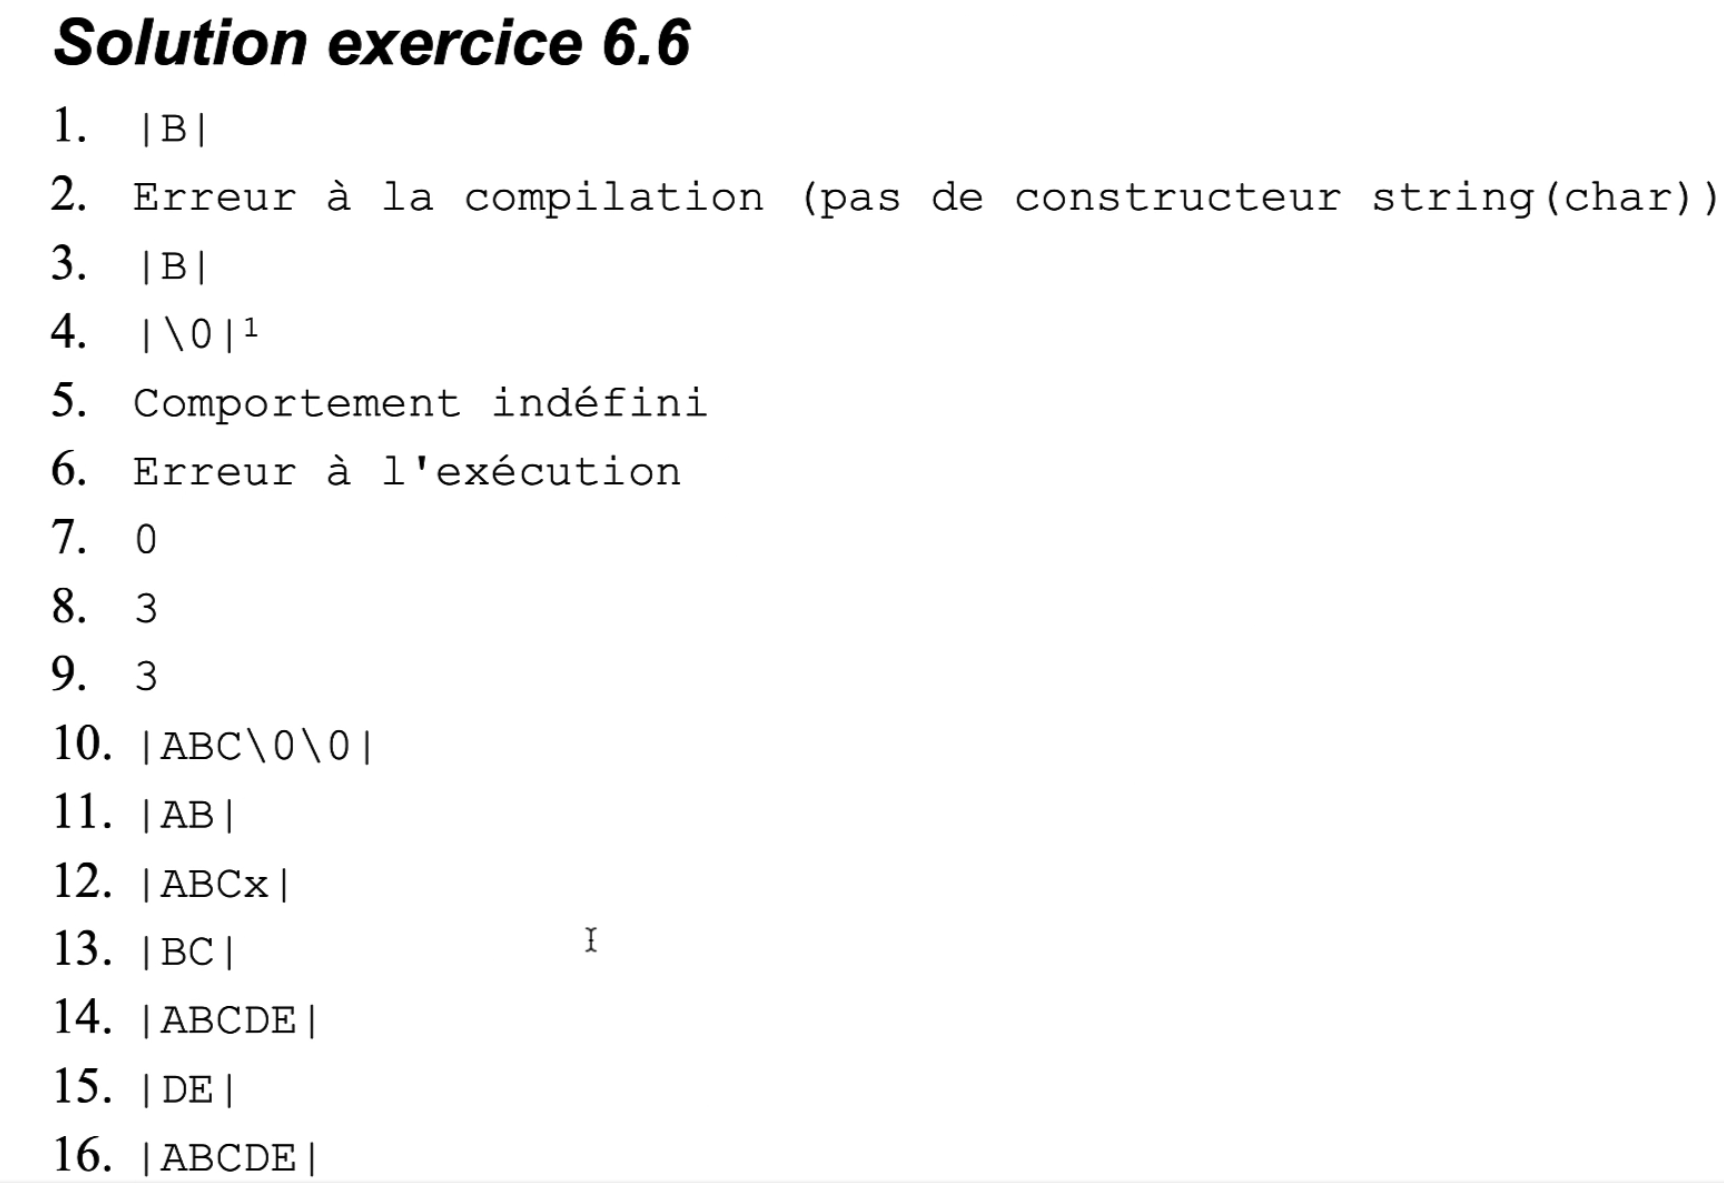 Solution exercice 6.6
1. |B|
2. Erreur à la compilation (pas de constructeur string(char))
3. |B|
4. |\0|¹
5. Comportement indéfini
6. Erreur à l'exécution
7. 0
8. 3
9. 3
10. |ABC\0\0|
11. |AB|
12. |ABCx|
13. |BC|
14. |ABCDE|
15. |DE|
16. |ABCDE|